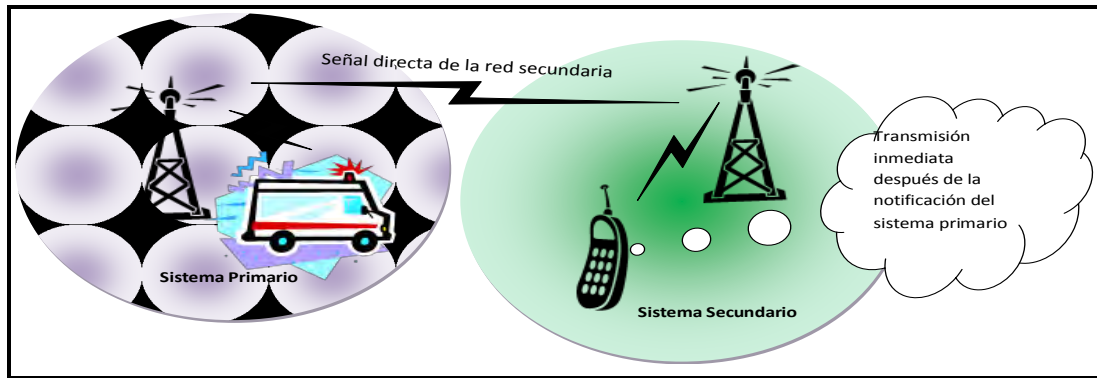 Señal directa de la red secundaria
Transmisión
inmediata
después de la
notificación del
sistema primario
Sistema Primario
Sistema Secundario